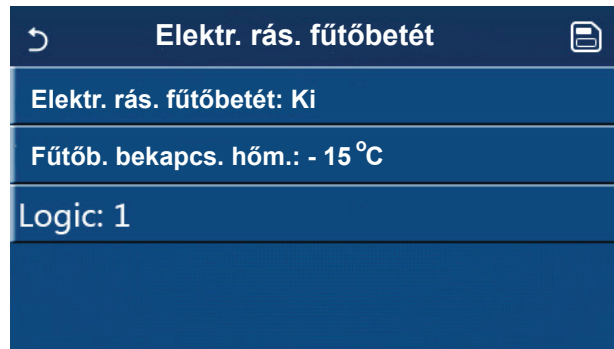 Elektr. rás. fűtőbetét
Elektr. rás. fűtőbetét: Ki
Fűtőb. bekapcs. hőm.: - 15 °C
Logic: 1